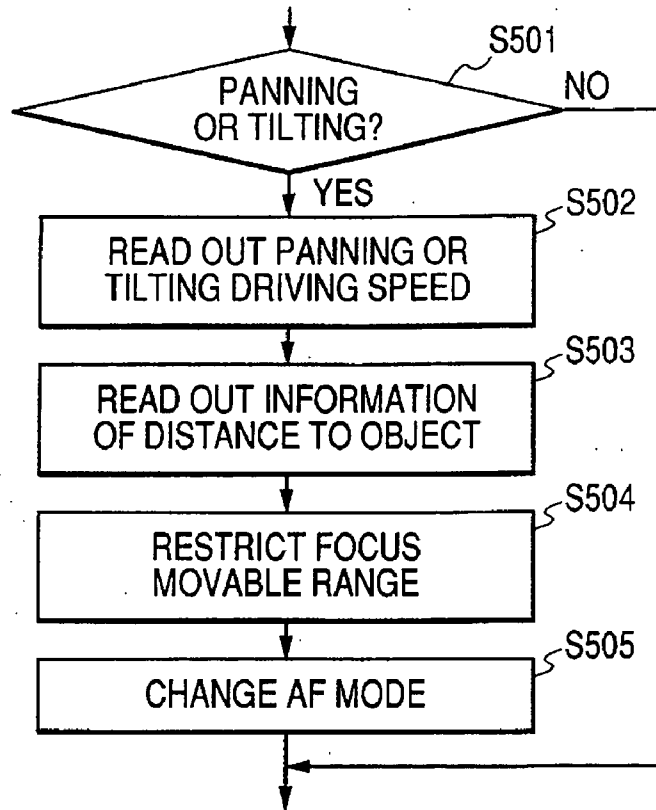 S501
PANNING
OR TILTING?
NO
YES
S502
READ OUT PANNING OR
TILTING DRIVING SPEED
S503
READ OUT INFORMATION
OF DISTANCE TO OBJECT
S504
RESTRICT FOCUS
MOVABLE RANGE
S505
CHANGE AF MODE